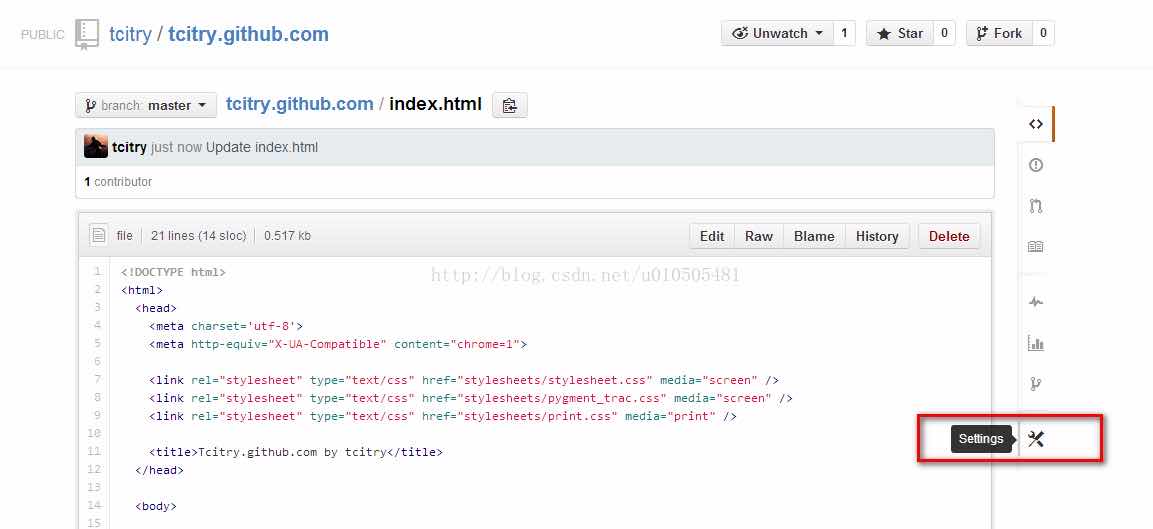 PUBLIC tcitry / tcitry.github.com Unwatch 1 Star 0 Fork 0
branch: master tcitry.github.com / index.html
tcitry just now Update index.html
1 contributor
file 21 lines (14 sloc) 0.517 kb Edit Raw Blame History Delete
http://blog.csdn.net/u010505481
1 <!DOCTYPE html>
2 <html>
3 <head>
4 <meta charset='utf-8'>
5 <meta http-equiv="X-UA-Compatible" content="chrome=1">
6
7 <link rel="stylesheet" type="text/css" href="stylesheets/stylesheet.css" media="screen" />
8 <link rel="stylesheet" type="text/css" href="stylesheets/pygment_trac.css" media="screen" />
9 <link rel="stylesheet" type="text/css" href="stylesheets/print.css" media="print" />
10
11 <title>Tcitry.github.com by tcitry</title>
12 </head>
13
14 <body>
15
Settings